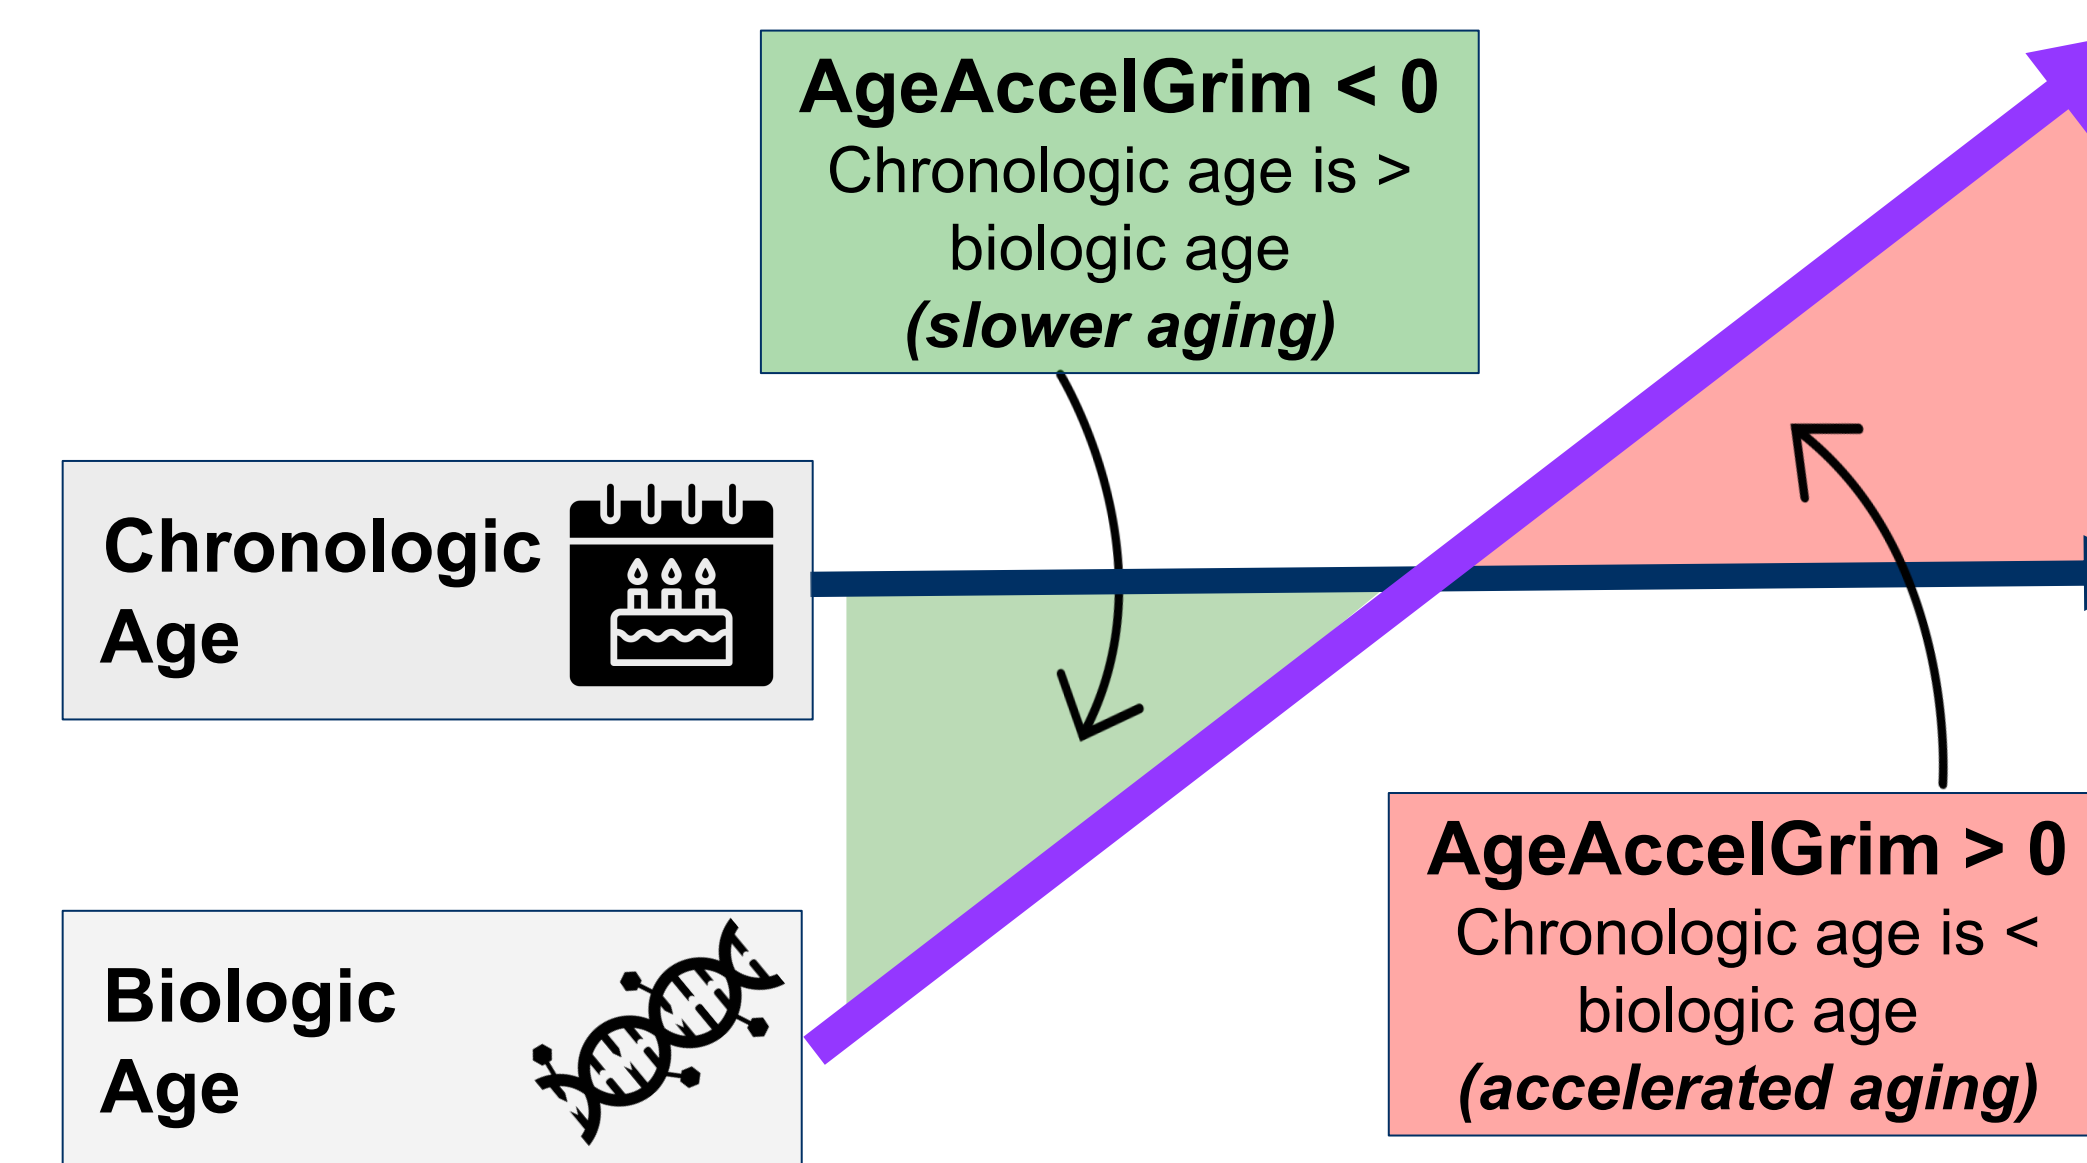 AgeAccelGrim < 0
Chronologic age is >
biologic age
(slower aging)
Chronologic
Age
Biologic
Age
AgeAccelGrim > 0
Chronologic age is <
biologic age
(accelerated aging)